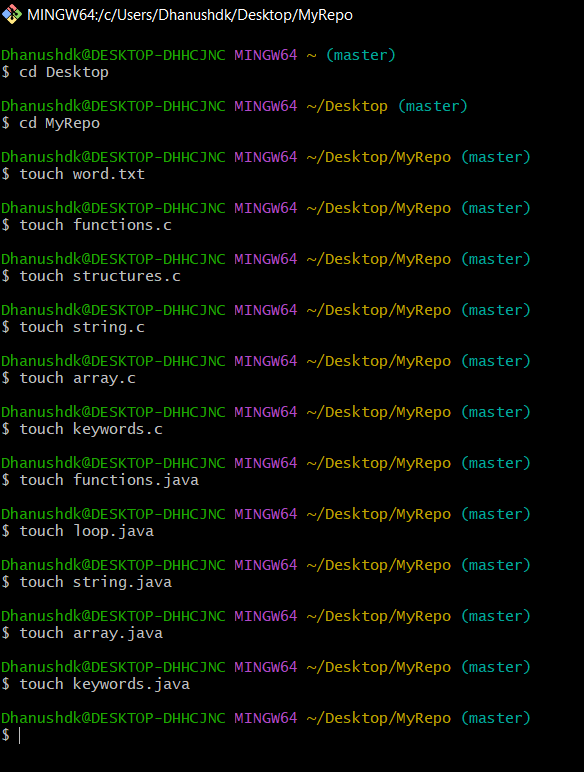 MINGW64:/c/Users/Dhanushdk/Desktop/MyRepo
Dhanushdk@DESKTOP-DHHCJNC MINGW64 ~ (master)
$ cd Desktop
Dhanushdk@DESKTOP-DHHCJNC MINGW64 ~/Desktop (master)
$ cd MyRepo
Dhanushdk@DESKTOP-DHHCJNC MINGW64 ~/Desktop/MyRepo (master)
$ touch word.txt
Dhanushdk@DESKTOP-DHHCJNC MINGW64 ~/Desktop/MyRepo (master)
$ touch functions.c
Dhanushdk@DESKTOP-DHHCJNC MINGW64 ~/Desktop/MyRepo (master)
$ touch structures.c
Dhanushdk@DESKTOP-DHHCJNC MINGW64 ~/Desktop/MyRepo (master)
$ touch string.c
Dhanushdk@DESKTOP-DHHCJNC MINGW64 ~/Desktop/MyRepo (master)
$ touch array.c
Dhanushdk@DESKTOP-DHHCJNC MINGW64 ~/Desktop/MyRepo (master)
$ touch keywords.c
Dhanushdk@DESKTOP-DHHCJNC MINGW64 ~/Desktop/MyRepo (master)
$ touch functions.java
Dhanushdk@DESKTOP-DHHCJNC MINGW64 ~/Desktop/MyRepo (master)
$ touch loop.java
Dhanushdk@DESKTOP-DHHCJNC MINGW64 ~/Desktop/MyRepo (master)
$ touch string.java
Dhanushdk@DESKTOP-DHHCJNC MINGW64 ~/Desktop/MyRepo (master)
$ touch array.java
Dhanushdk@DESKTOP-DHHCJNC MINGW64 ~/Desktop/MyRepo (master)
$ touch keywords.java
Dhanushdk@DESKTOP-DHHCJNC MINGW64 ~/Desktop/MyRepo (master)
$